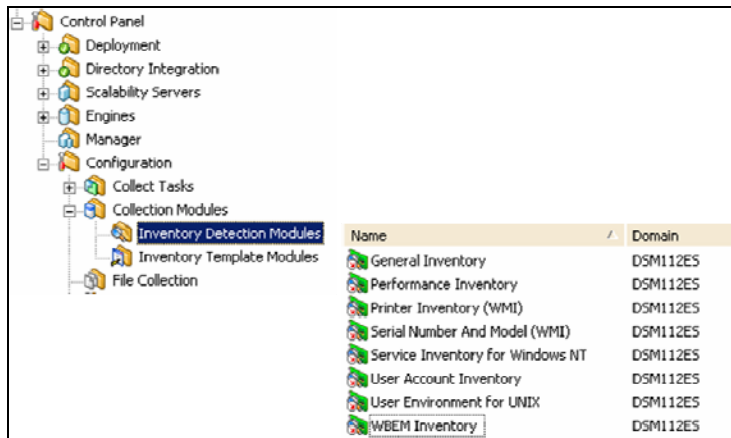 Control Panel
Deployment
Directory Integration
Scalability Servers
Engines
Manager
Configuration
Collect Tasks
Collection Modules
Inventory Detection Modules
Inventory Template Modules
File Collection
Name Domain
General Inventory DSM112ES
Performance Inventory DSM112ES
Printer Inventory (WMI) DSM112ES
Serial Number And Model (WMI) DSM112ES
Service Inventory for Windows NT DSM112ES
User Account Inventory DSM112ES
User Environment for UNIX DSM112ES
WBEM Inventory DSM112ES